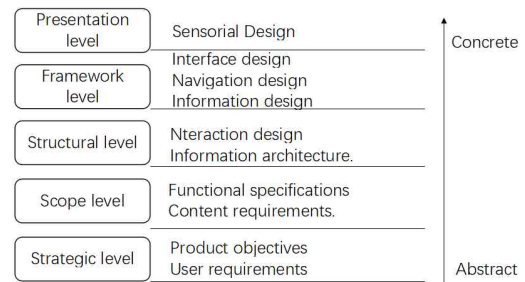 Presentation
level
Sensorial Design
Concrete
Framework
level
Interface design
Navigation design
Information design
Structural level
Nteraction design
Information architecture.
Scope level
Functional specifications
Content requirements.
Strategic level
Product objectives
User requirements
Abstract